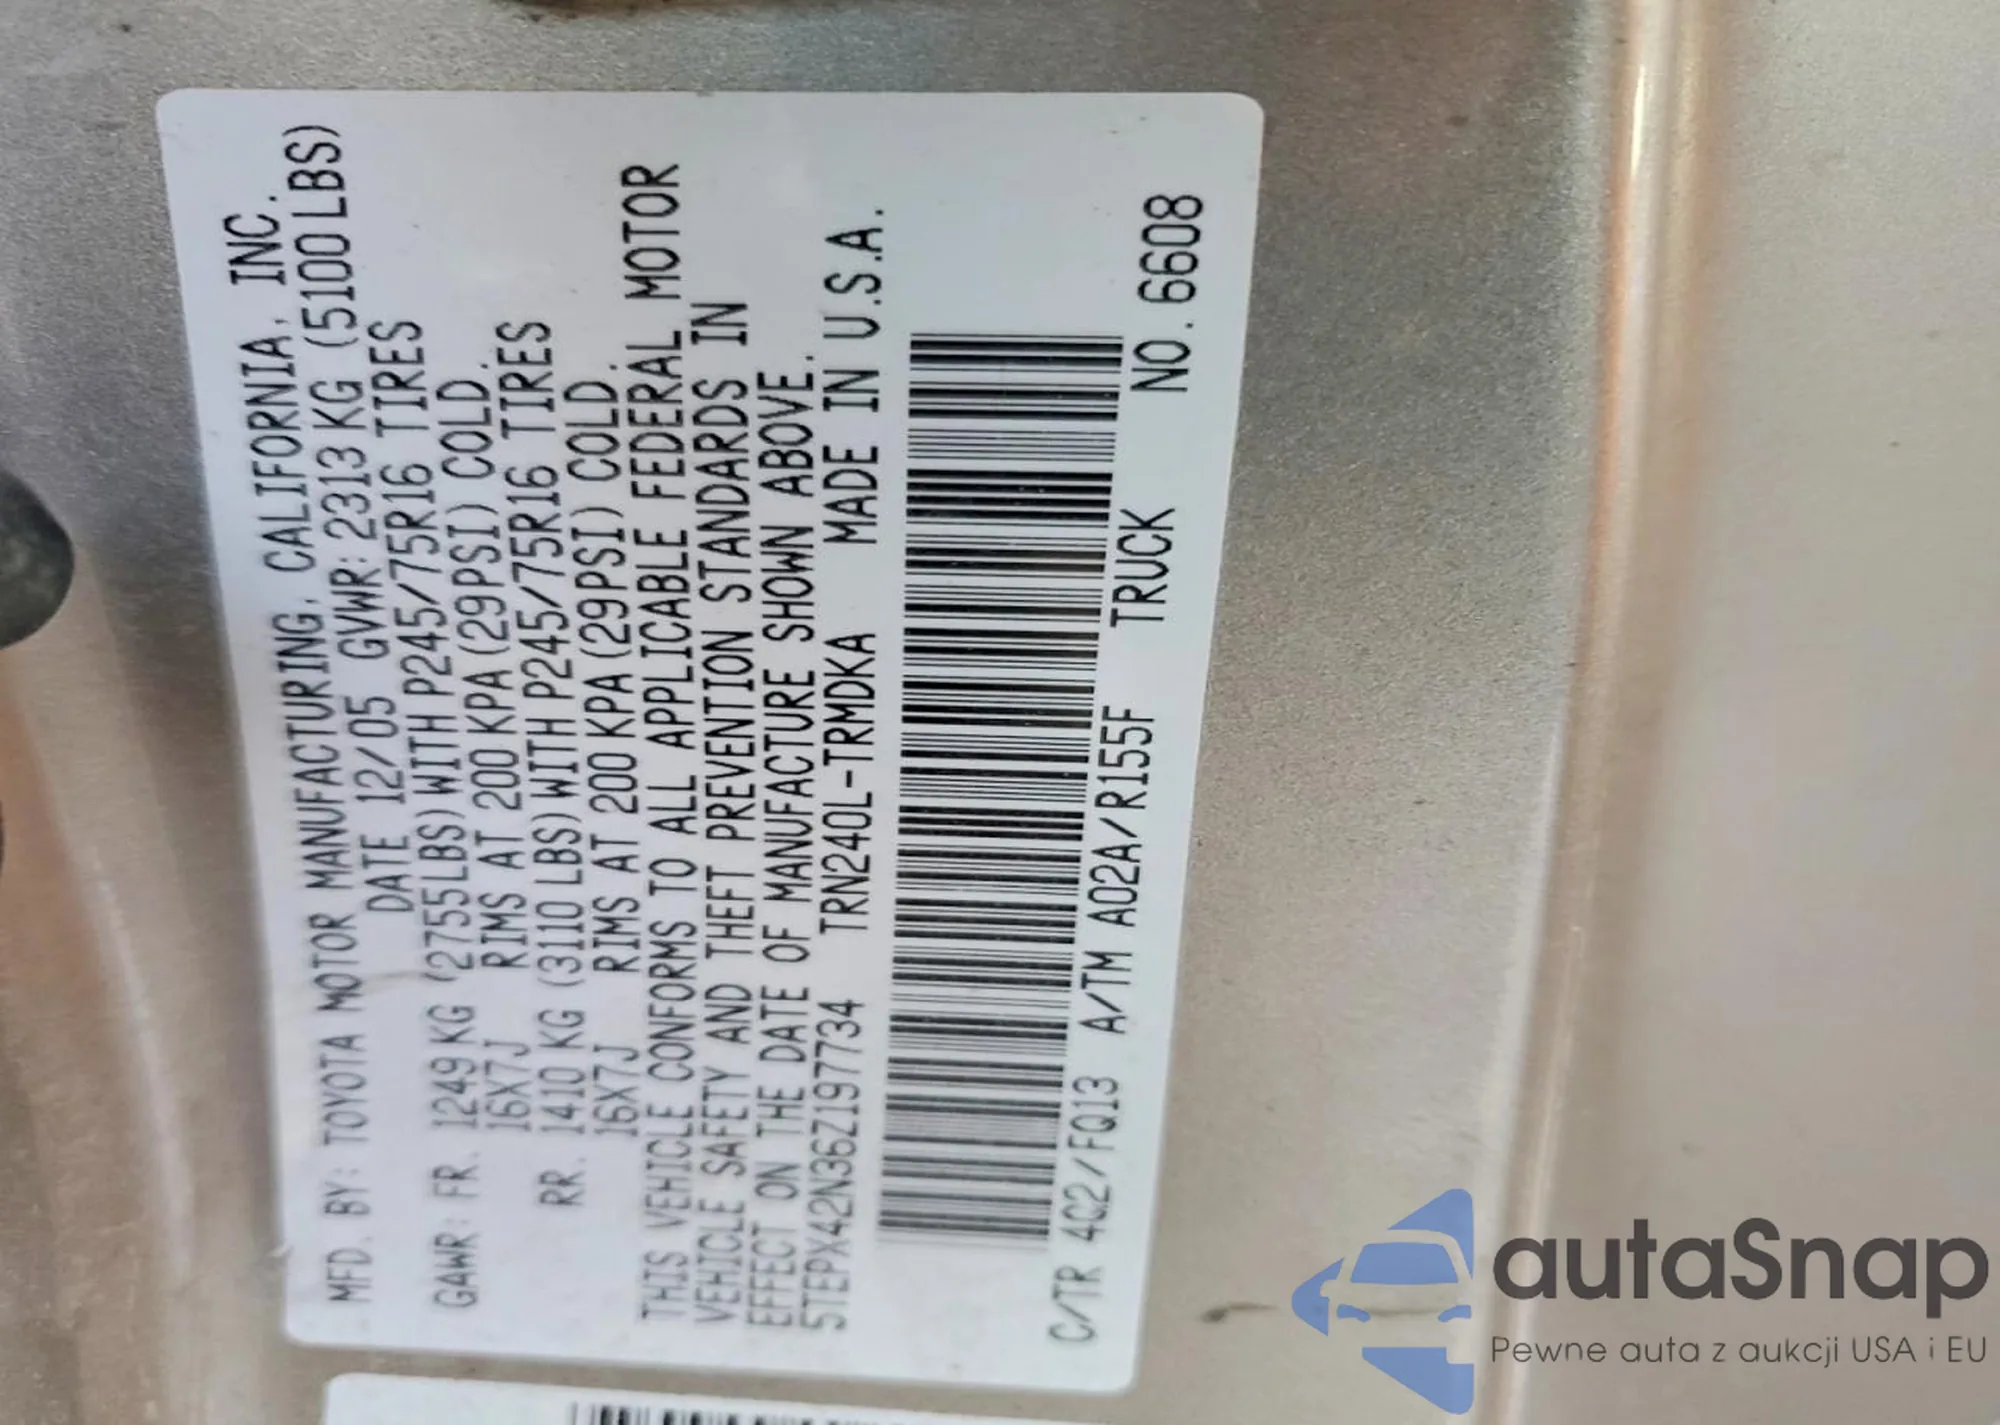 MFD. BY: TOYOTA MOTOR MANUFACTURING, CALIFORNIA, INC.
DATE 12/05 GVWR: 2313 KG (5100 LBS)
GAWR: FR. 1249 KG (2755LBS) WITH P245/75R16 TIRES
16X7J RIMS AT 200 KPA (29PSI) COLD.
RR. 1410 KG (3110 LBS) WITH P245/75R16 TIRES
16X7J RIMS AT 200 KPA (29PSI) COLD.
THIS VEHICLE CONFORMS TO ALL APPLICABLE FEDERAL MOTOR
VEHICLE SAFETY AND THEFT PREVENTION STANDARDS IN
EFFECT ON THE DATE OF MANUFACTURE SHOWN ABOVE.
5TEPX42N36Z197734 TRN240L-TRMDKA MADE IN U.S.A.
C/TR 4Q2/FQ13 A/TM A02A/R155F TRUCK NO. 6608
autaSnap
Pewne auta z aukcji USA i EU